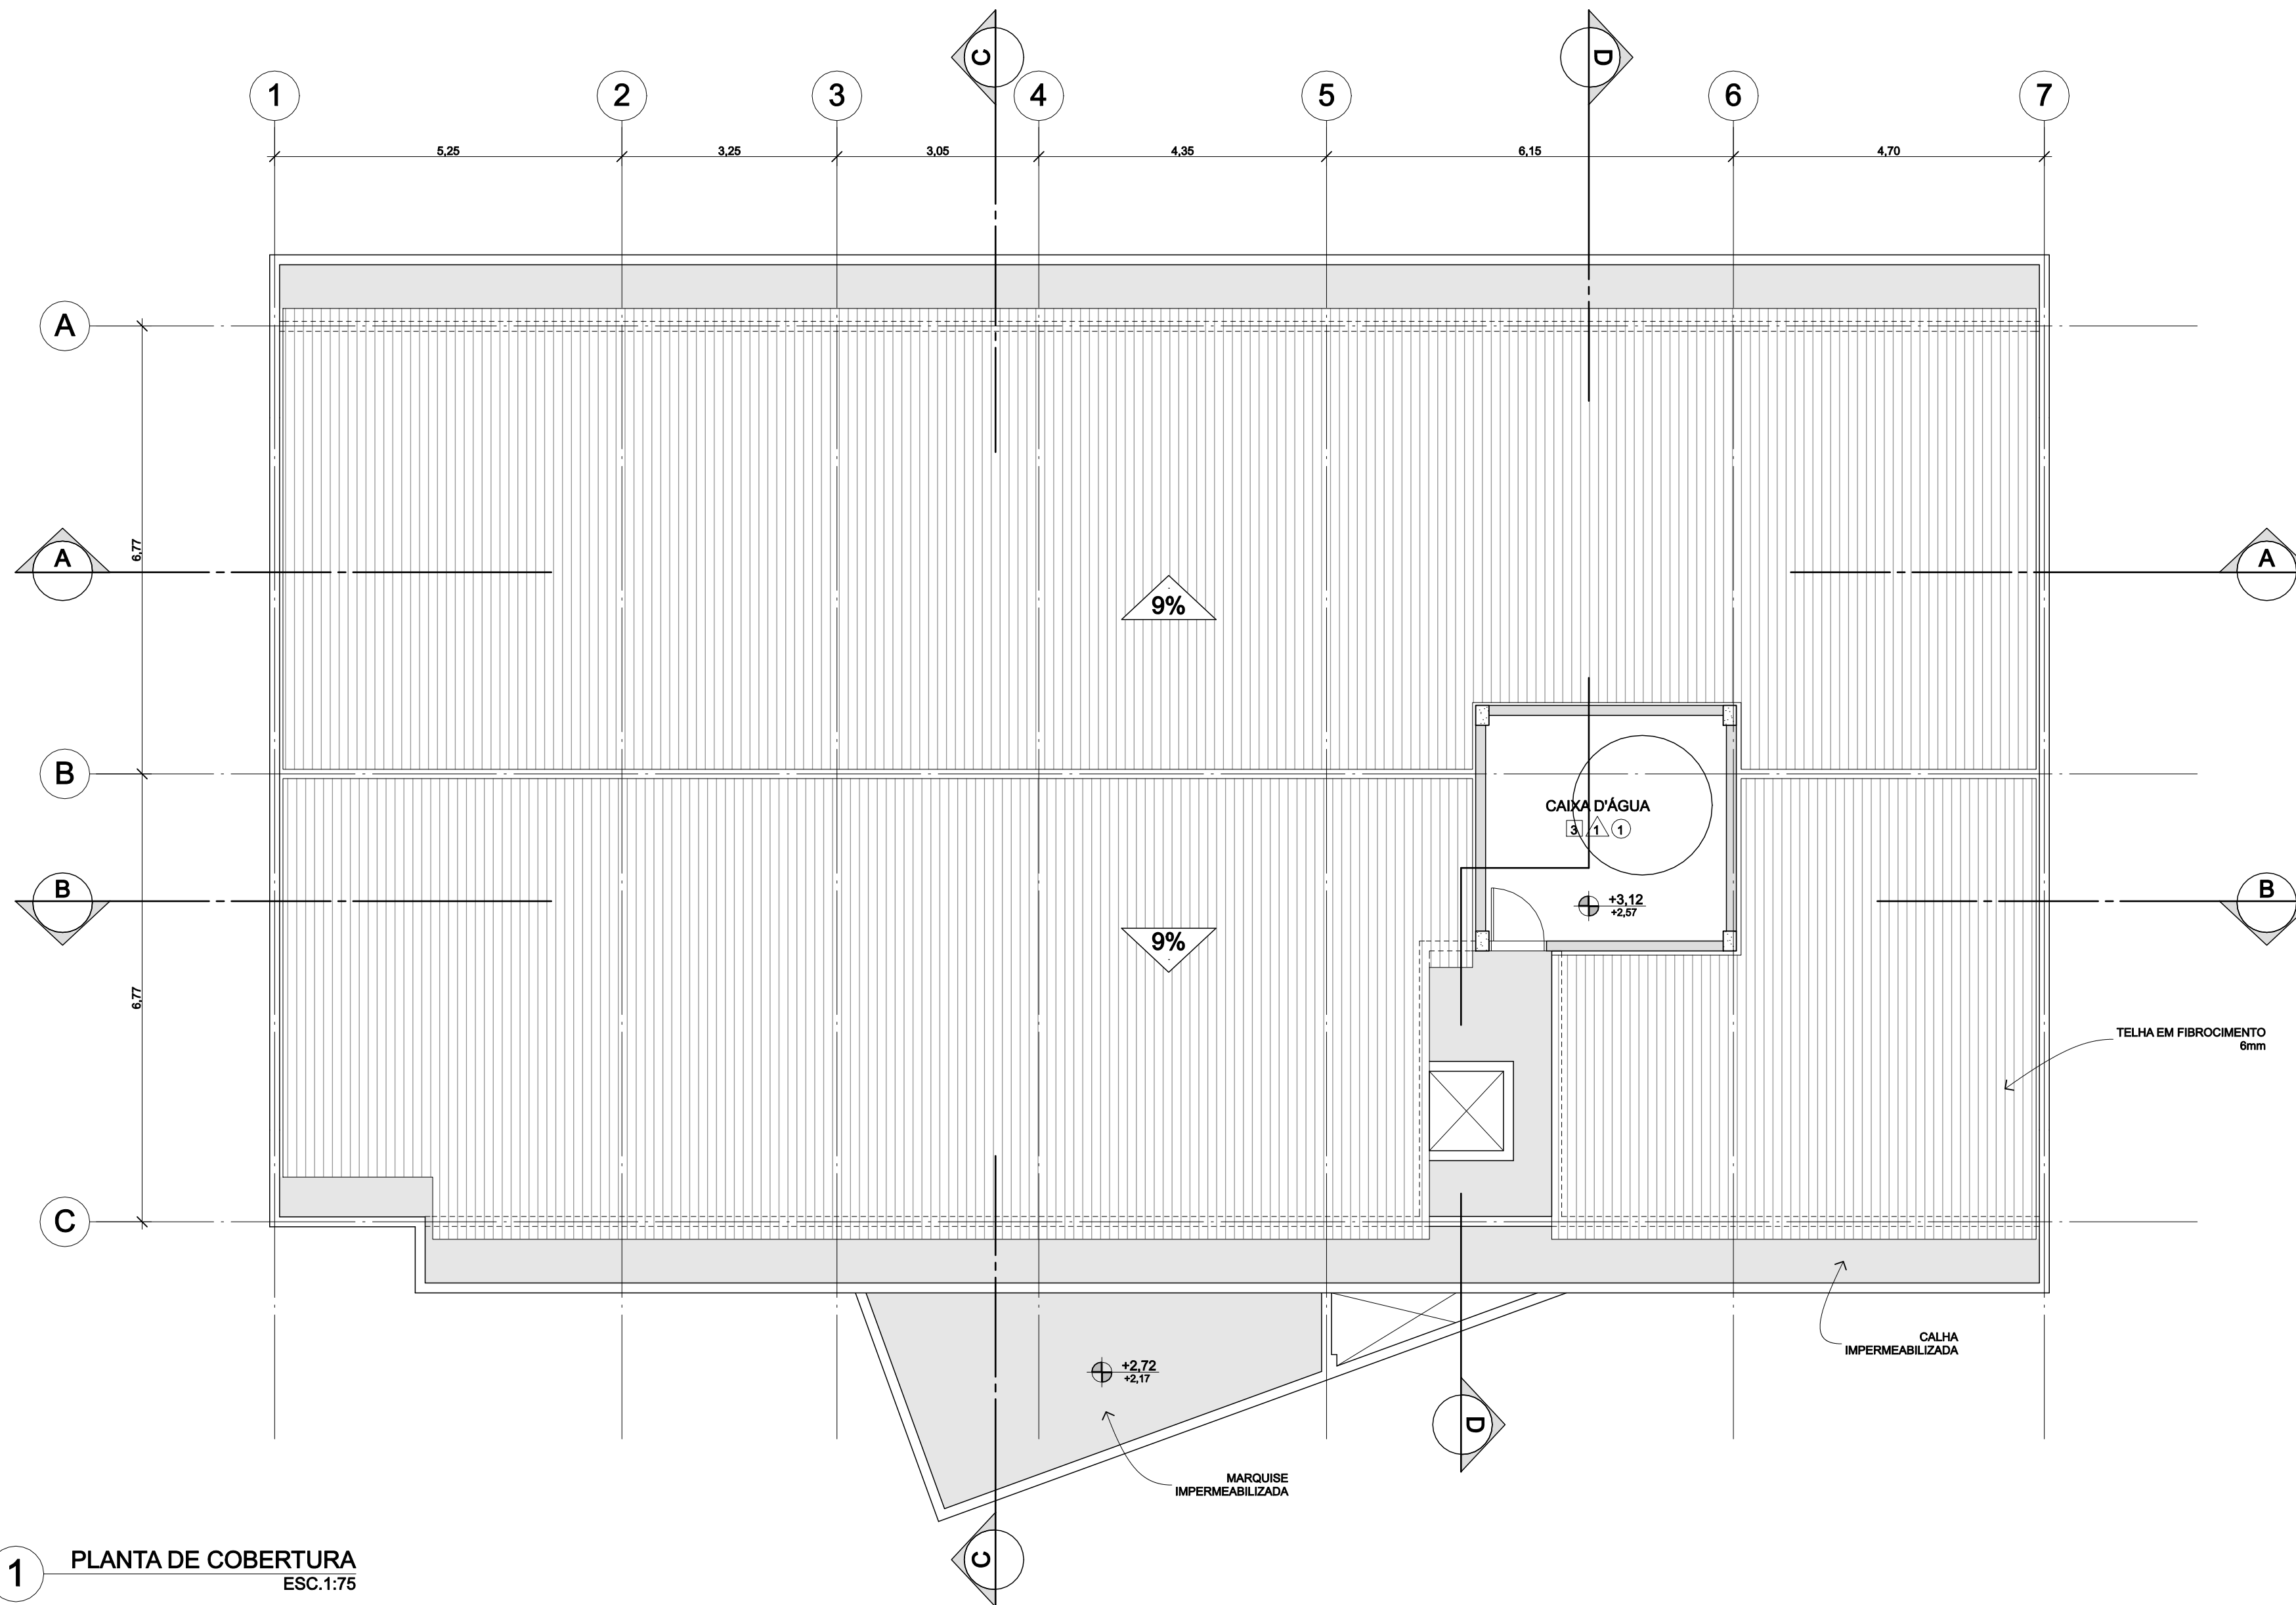 C
D
1
2
3
4
5
6
7
5,25
3,25
3,05
4,35
6,15
4,70
A
6,77
A
A
9%
B
CAIXA D'ÁGUA
3
1
1
B
B
+3,12
+2,57
9%
6,77
TELHA EM FIBROCIMENTO
6mm
C
CALHA
IMPERMEABILIZADA
+2,72
+2,17
D
MARQUISE
IMPERMEABILIZADA
C
1
PLANTA DE COBERTURA
ESC.1:75